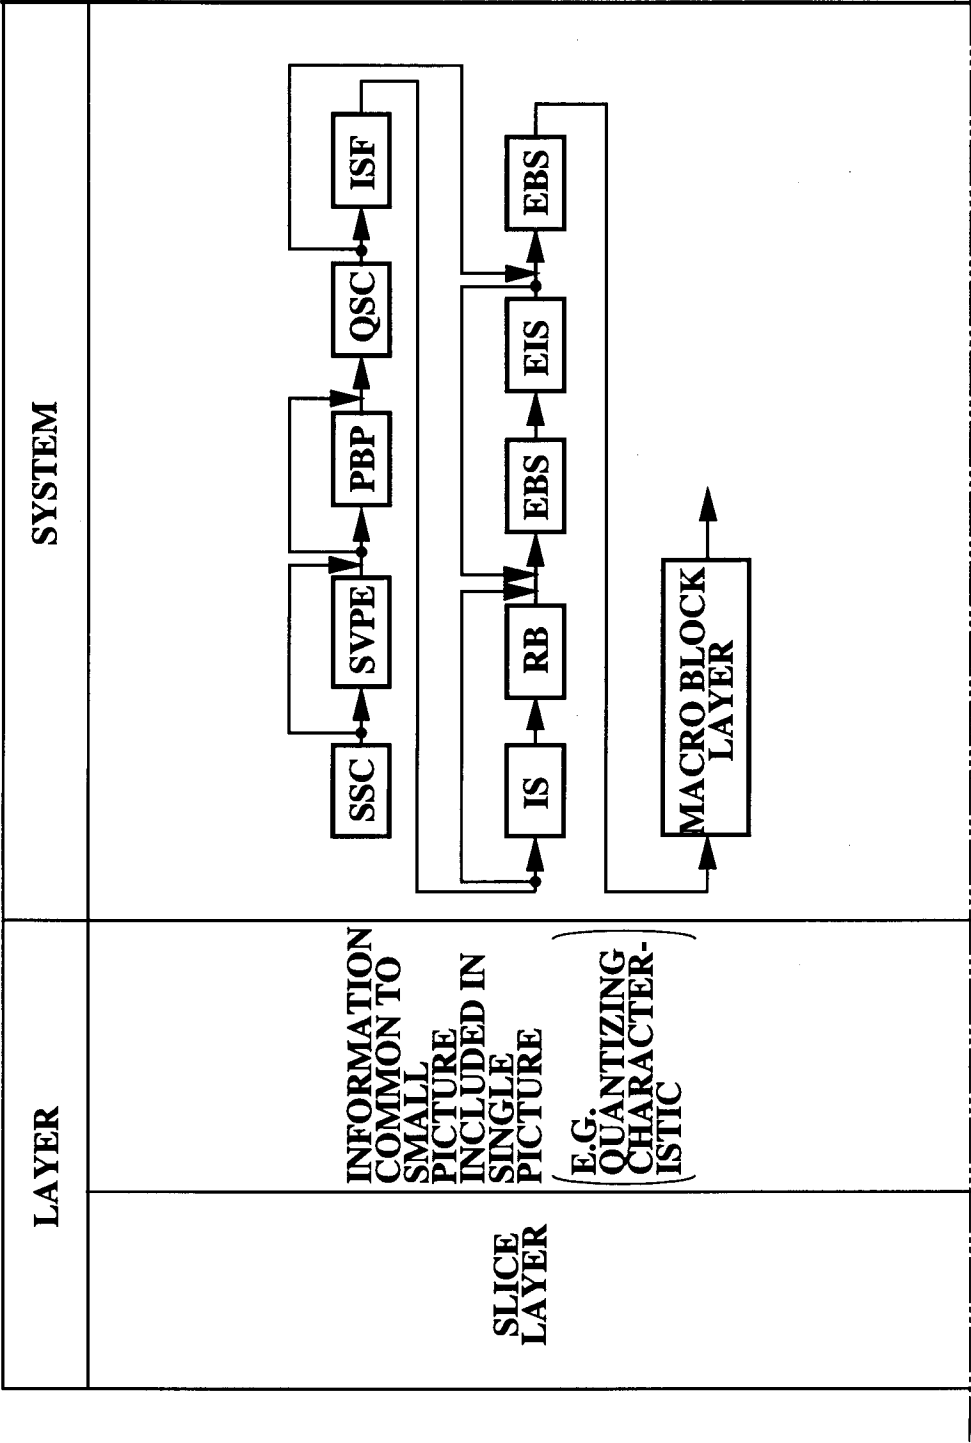 LAYER
SYSTEM
SLICE
LAYER
INFORMATION
COMMON TO
SMALL
PICTURE
INCLUDED IN
SINGLE
PICTURE
E.G.
QUANTIZING
CHARACTER-
ISTIC
SSC
SVPE
PBP
QSC
ISF
IS
RB
EBS
EIS
EBS
MACRO BLOCK
LAYER